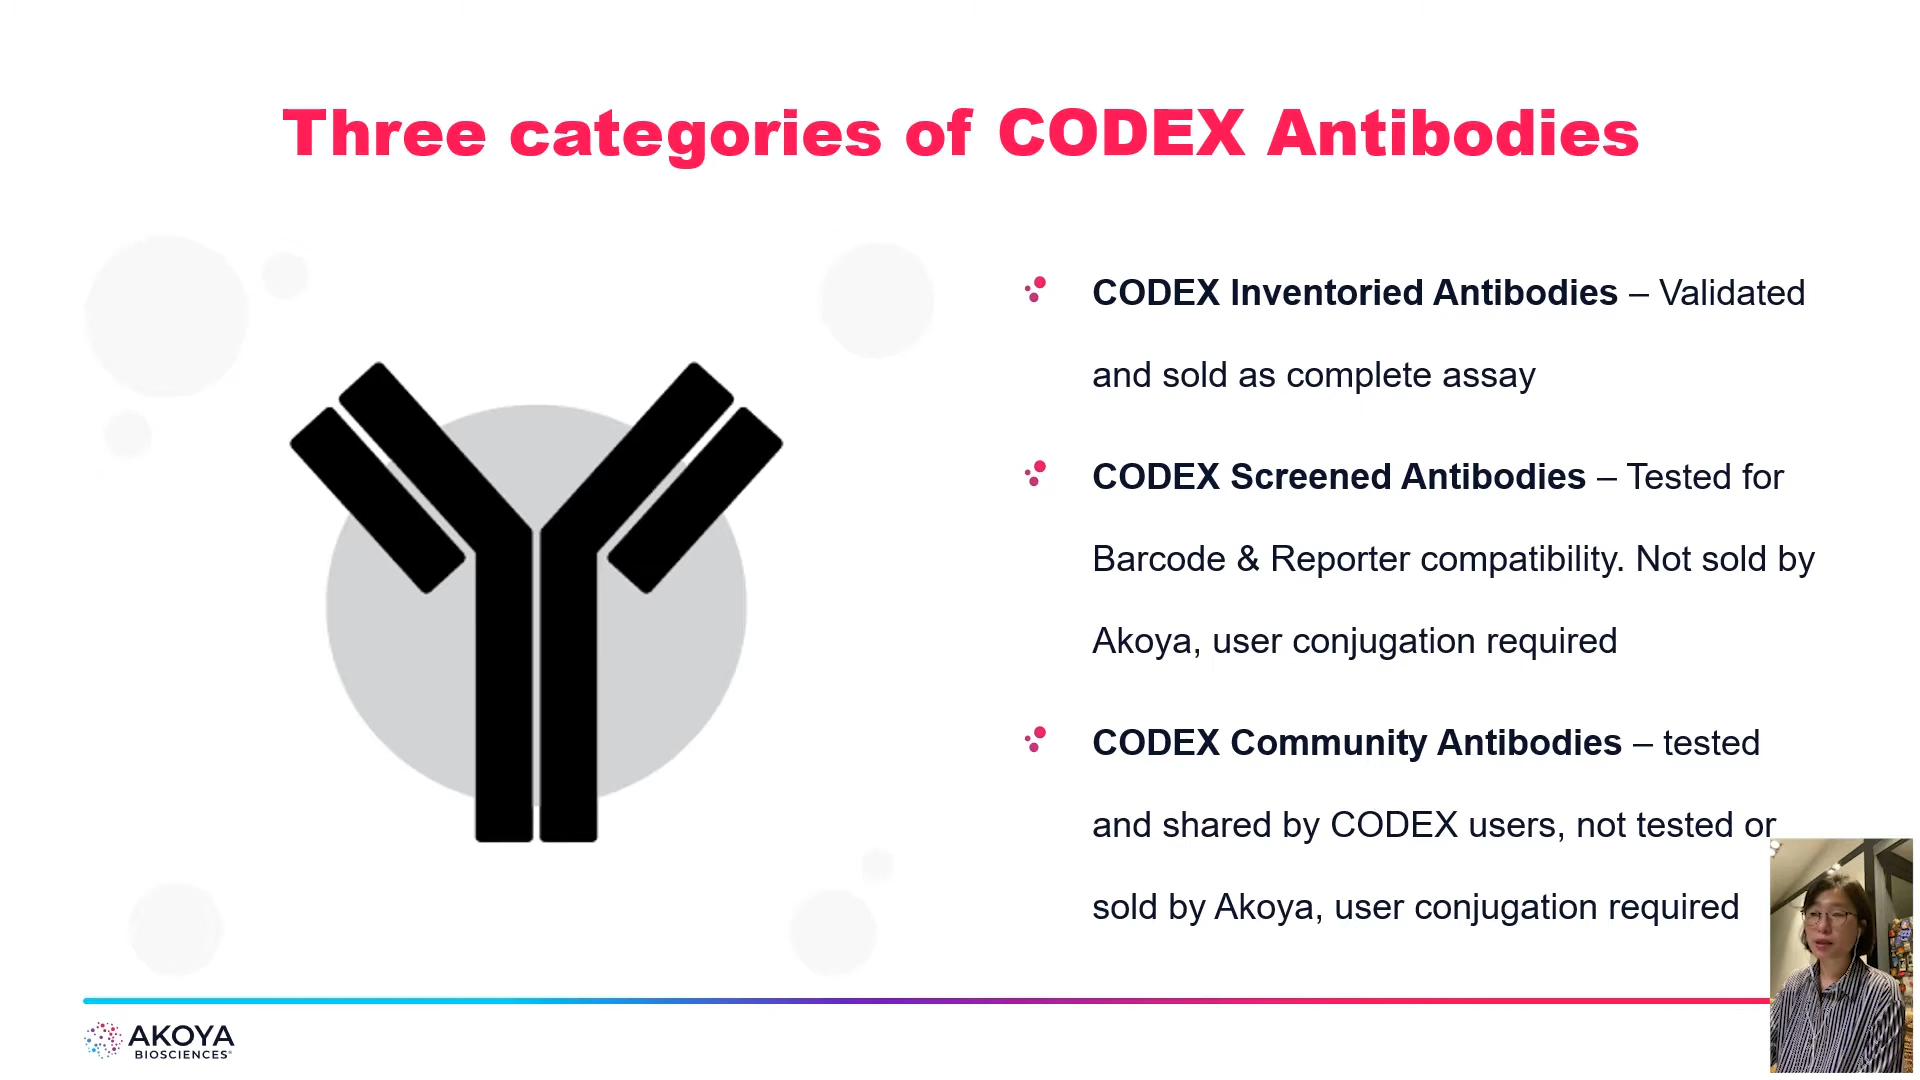 Three categories of CODEX Antibodies
CODEX Inventoried Antibodies – Validated
and sold as complete assay
CODEX Screened Antibodies – Tested for
Barcode & Reporter compatibility. Not sold by
Akoya, user conjugation required
CODEX Community Antibodies – tested
and shared by CODEX users, not tested or
sold by Akoya, user conjugation required
AKOYA
BIOSCIENCES®